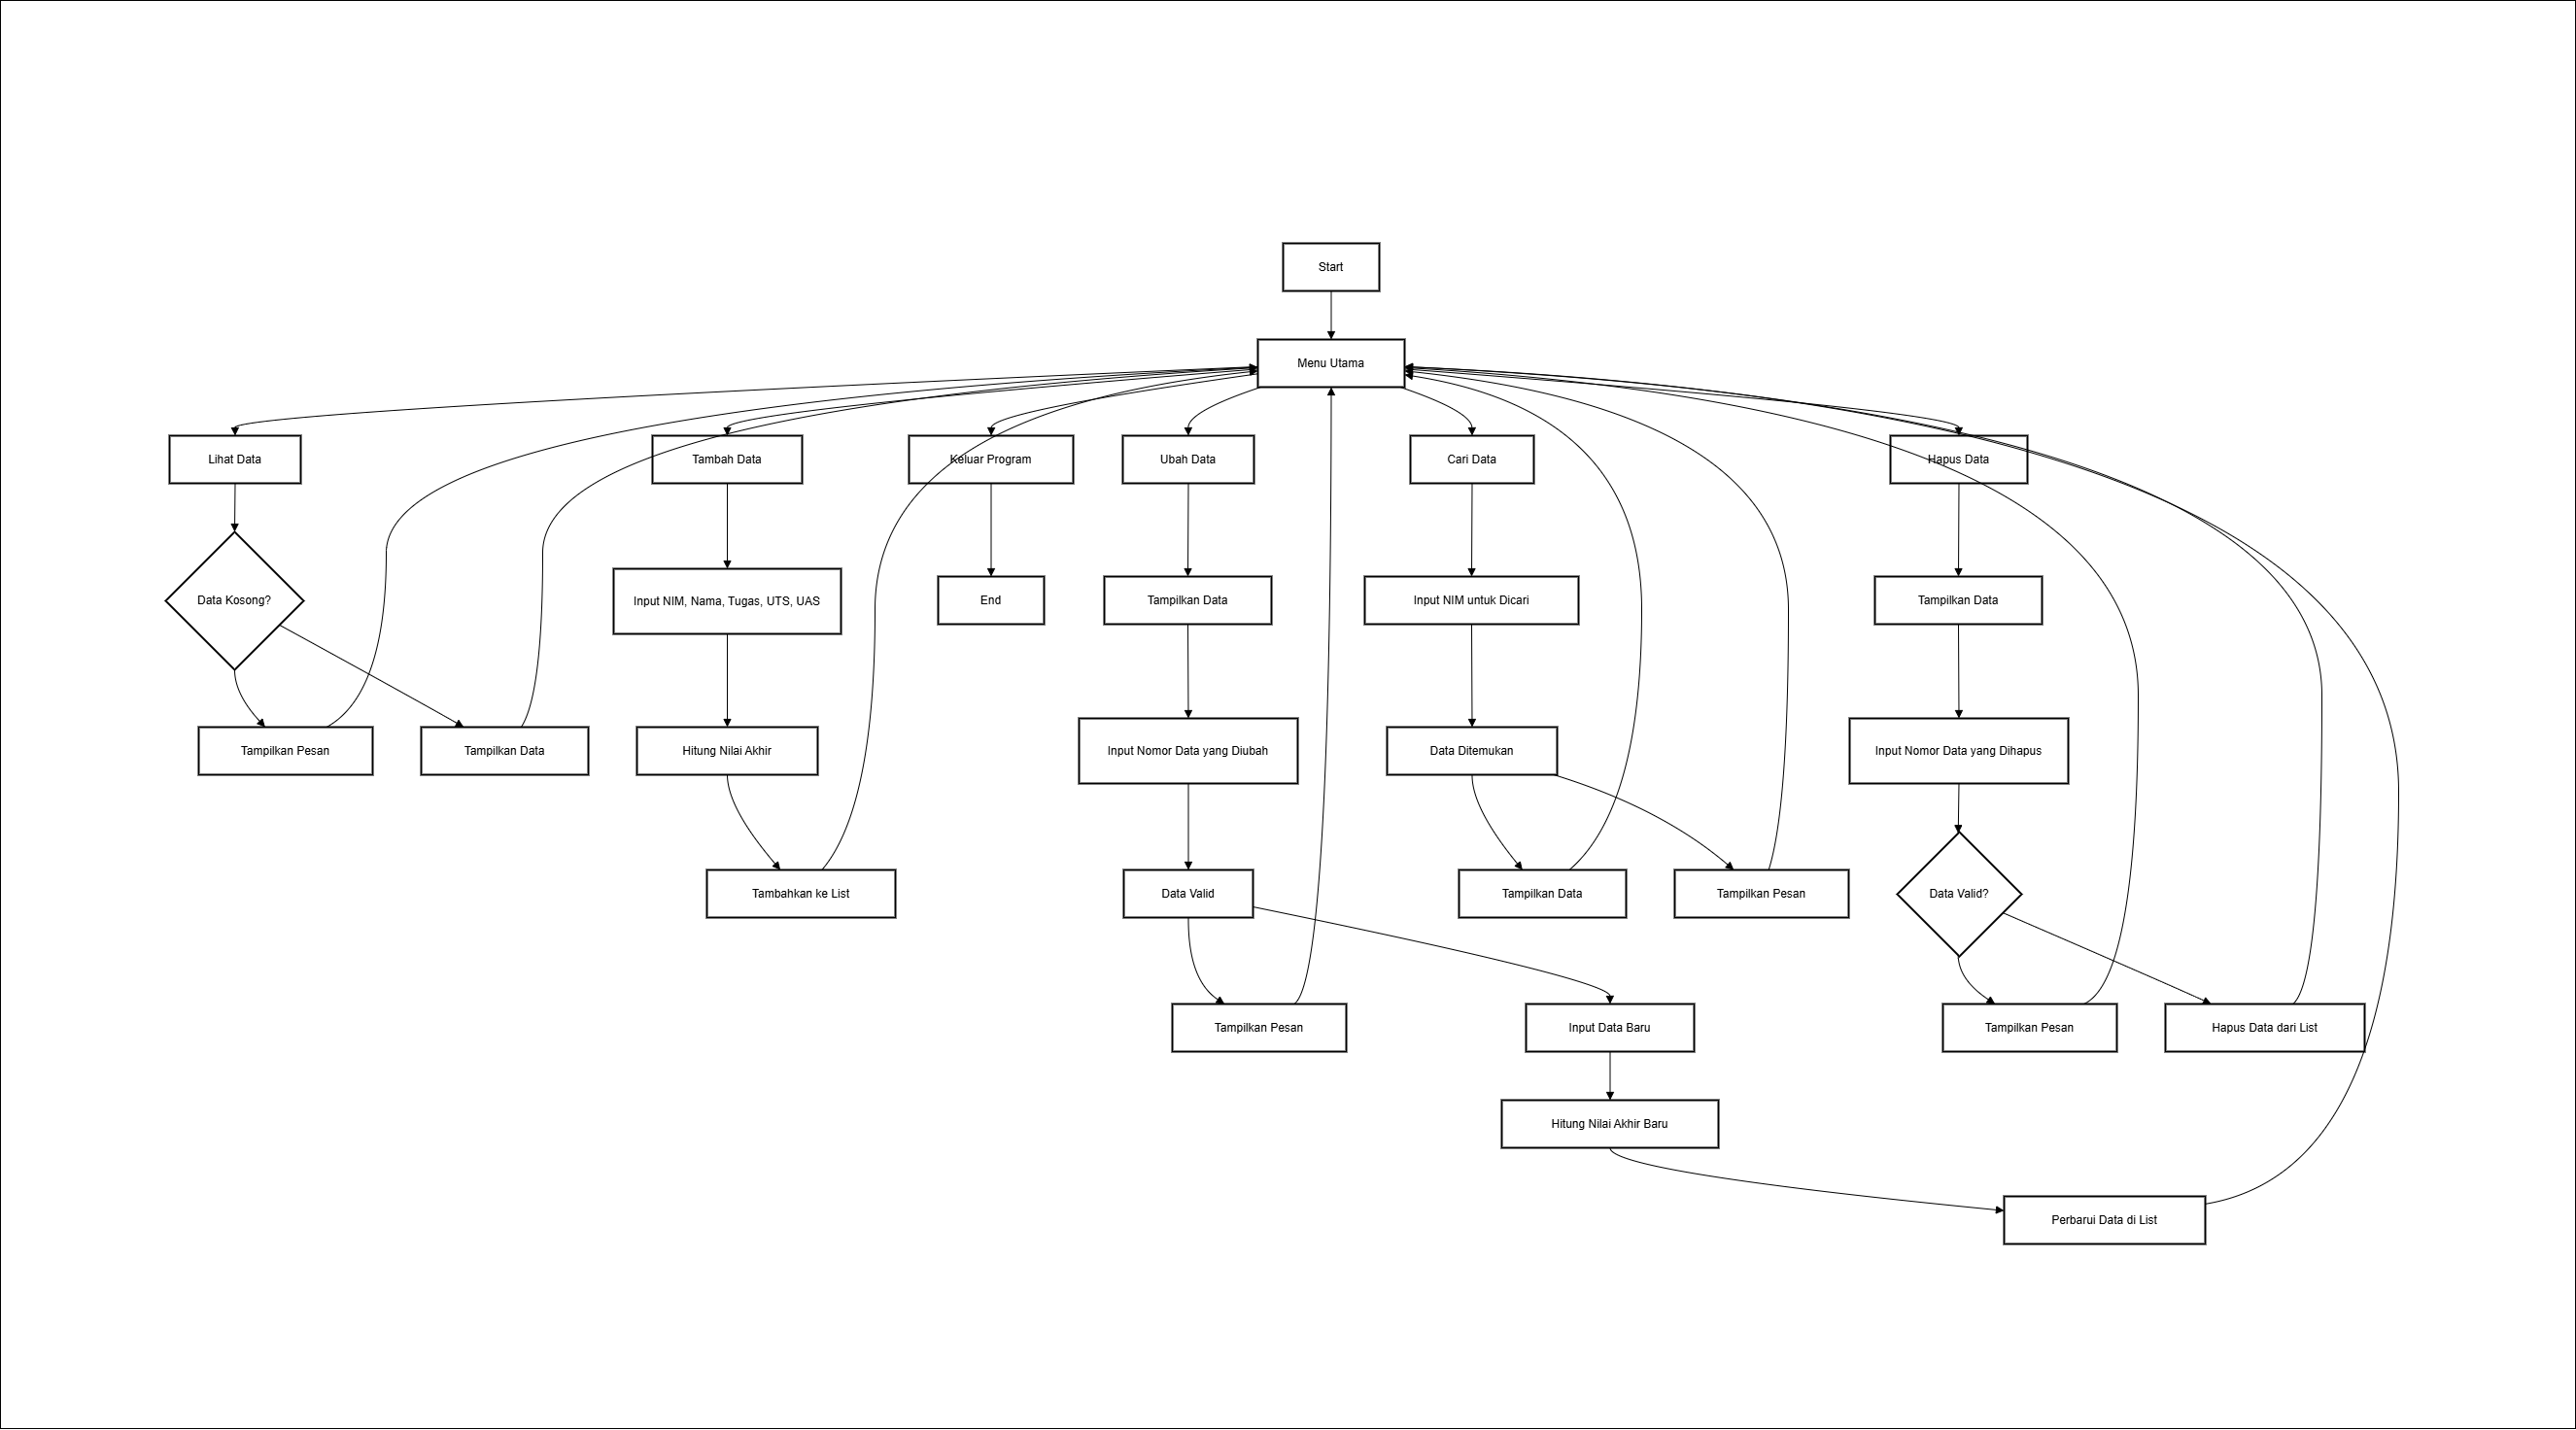 Start
Menu Utama
Lihat Data
Tambah Data
Keluar Program
Ubah Data
Cari Data
Hapus Data
Data Kosong?
Input NIM, Nama, Tugas, UTS, UAS
End
Tampilkan Data
Input NIM untuk Dicari
Tampilkan Data
Tampilkan Pesan
Tampilkan Data
Hitung Nilai Akhir
Input Nomor Data yang Diubah
Data Ditemukan
Input Nomor Data yang Dihapus
Tambahkan ke List
Data Valid
Tampilkan Data
Tampilkan Pesan
Data Valid?
Tampilkan Pesan
Input Data Baru
Tampilkan Pesan
Hapus Data dari List
Hitung Nilai Akhir Baru
Perbarui Data di List